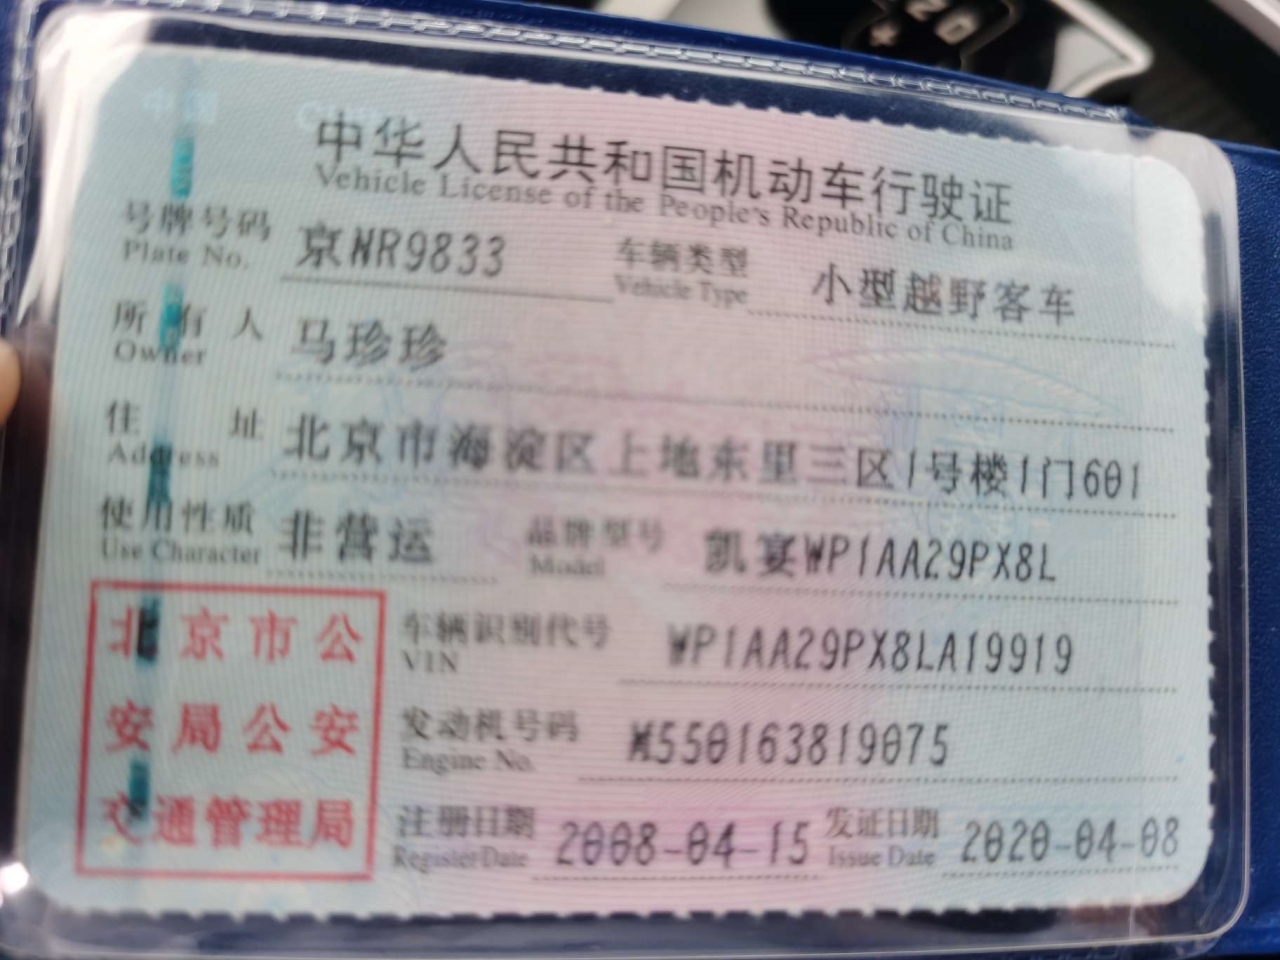 中华人民共和国机动车行驶证
Vehicle License of the People's Republic of China
号牌号码 京NR9833 车辆类型 小型越野客车
Plate No. Vehicle Type
所有人 马珍珍
Owner
住址 北京市海淀区上地东里三区1号楼1门601
Address
使用性质 非营运 品牌型号 凯宴WP1AA29PX8L
Use Character Model
北京市公
安局公安
交通管理局
车辆识别代号 WP1AA29PX8LA19919
VIN
发动机号码 M550163819075
Engine No.
注册日期 2008-04-15 发证日期 2020-04-08
Register Date Issue Date